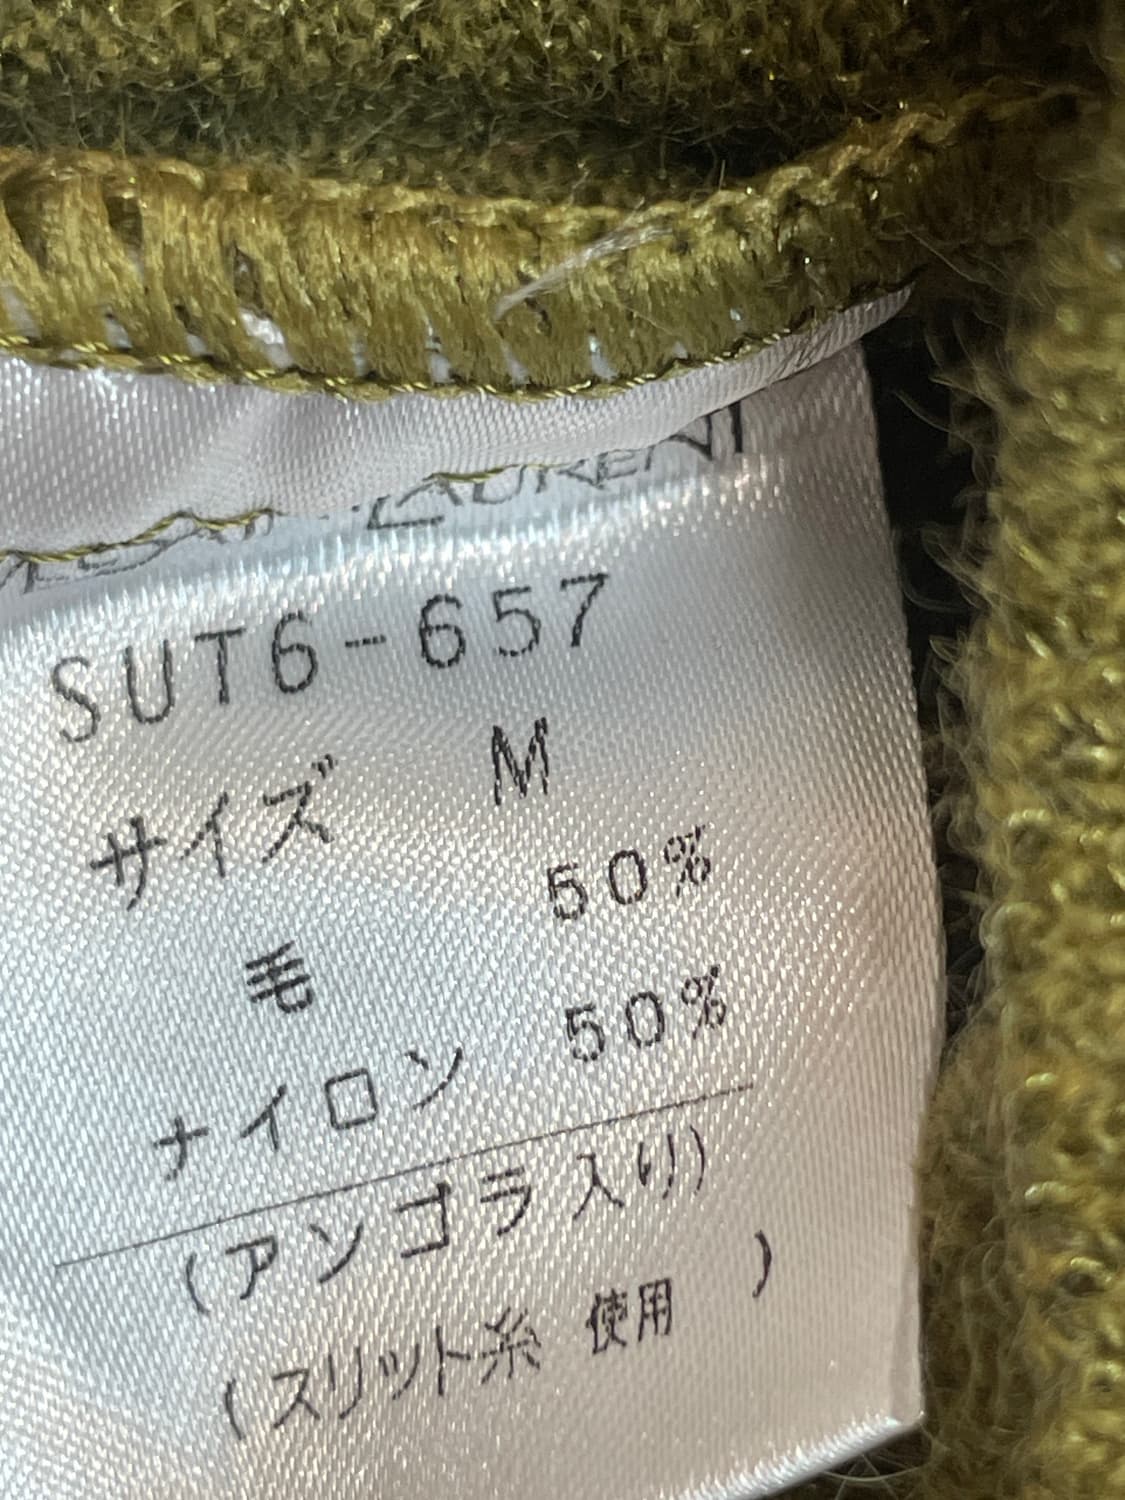 LAURENT
SUT6-657
サイズ M
毛 50%
ナイロン 50%
(アンゴラ入り)
(スリット糸 使用 )